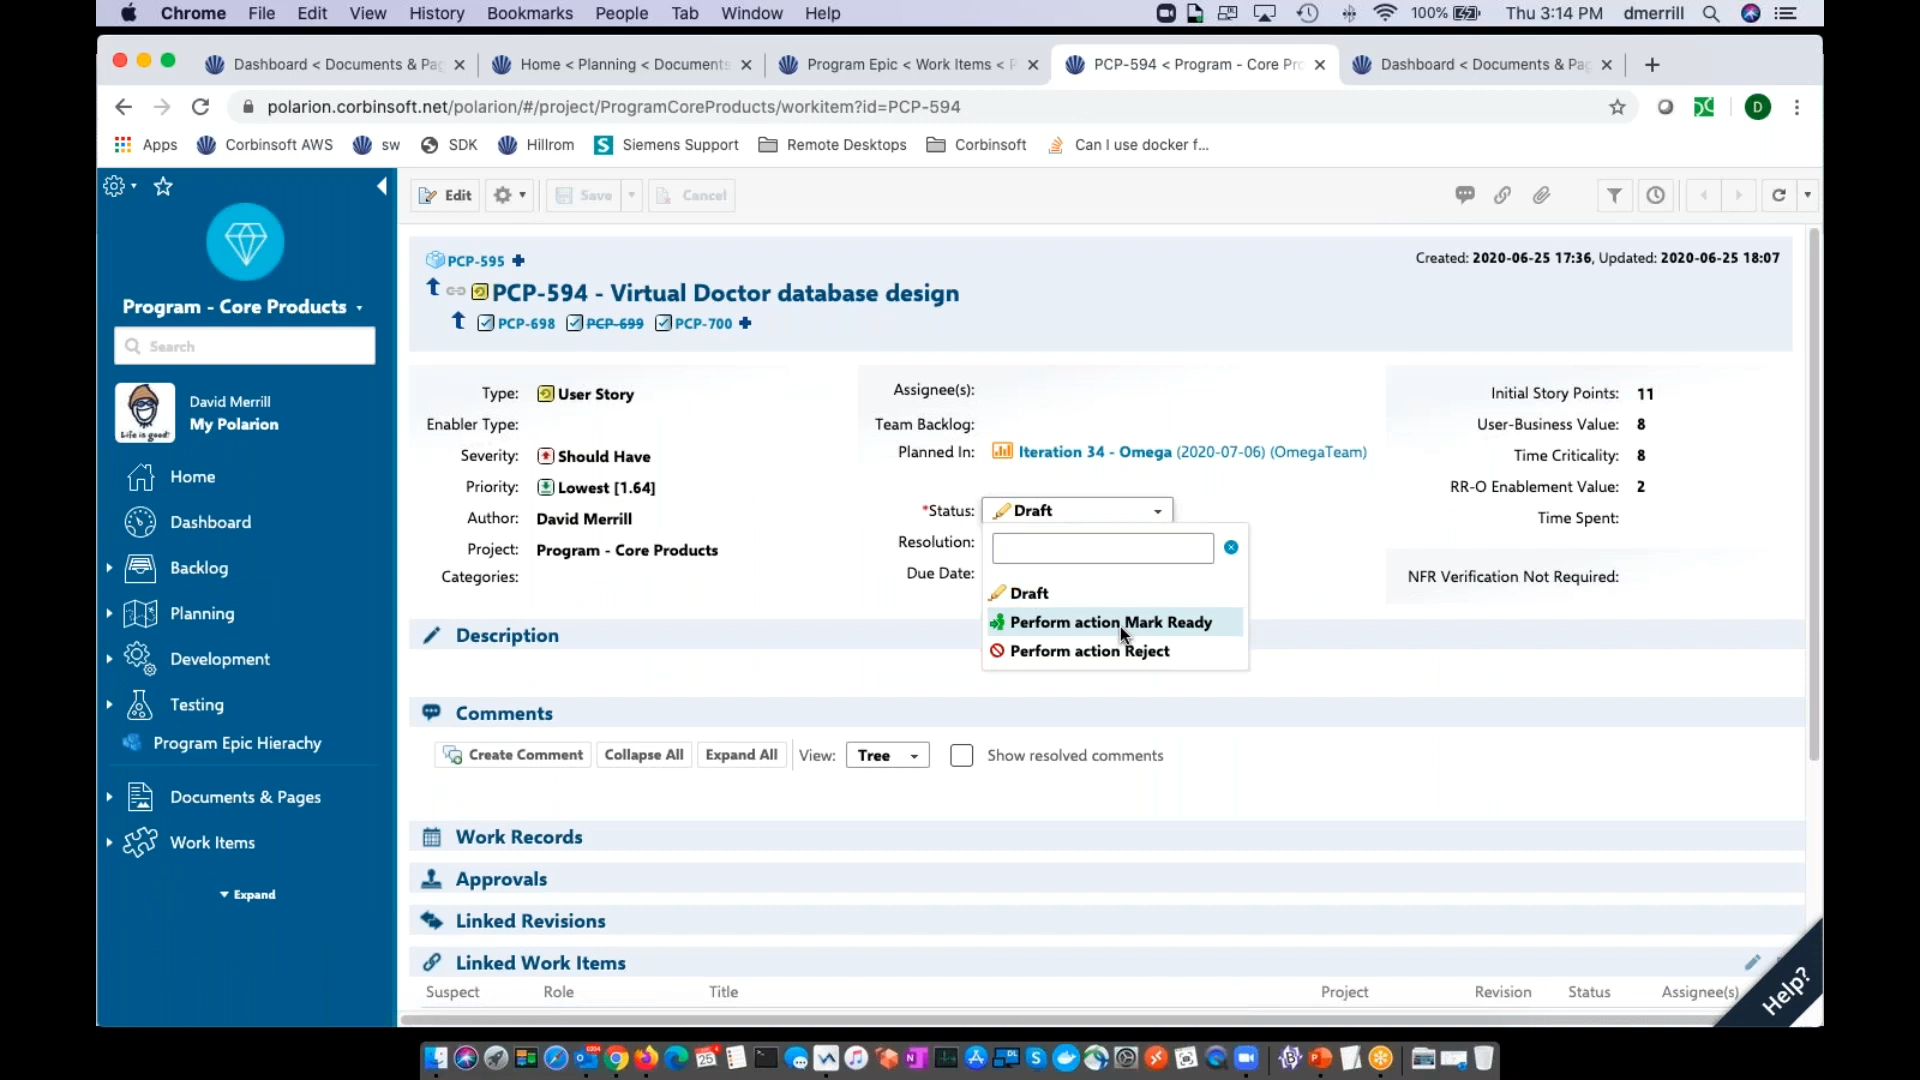 Chrome File Edit View History Bookmarks People Tab Window Help 100% Thu 3:14 PM dmerrill
Dashboard < Documents & Pa Home < Planning < Documents Program Epic < Work Items < P PCP-594 < Program - Core Pro Dashboard < Documents & Pa
polarion.corbinsoft.net/polarion/#/project/ProgramCoreProducts/workitem?id=PCP-594 D
Apps Corbinsoft AWS sw SDK Hillrom S Siemens Support Remote Desktops Corbinsoft Can I use docker f...
Edit Save Cancel
PCP-595 Created: 2020-06-25 17:36, Updated: 2020-06-25 18:07
PCP-594 - Virtual Doctor database design
PCP-698 PCP-699 PCP-700
Program - Core Products
Search
David Merrill
My Polarion
Life is good!
Home
Dashboard
Backlog
Planning
Development
Testing
Program Epic Hierachy
Documents & Pages
Work Items
Expand
Type: User Story
Enabler Type:
Severity: Should Have
Priority: Lowest [1.64]
Author: David Merrill
Project: Program - Core Products
Categories:
Assignee(s):
Team Backlog:
Planned In: Iteration 34 - Omega (2020-07-06) (OmegaTeam)
*Status: Draft
Resolution:
Due Date:
Draft
Perform action Mark Ready
Perform action Reject
Initial Story Points: 11
User-Business Value: 8
Time Criticality: 8
RR-O Enablement Value: 2
Time Spent:
NFR Verification Not Required:
Description
Comments
Create Comment Collapse All Expand All View: Tree Show resolved comments
Work Records
Approvals
Linked Revisions
Linked Work Items
Suspect Role Title Project Revision Status Assignee(s)
Help?